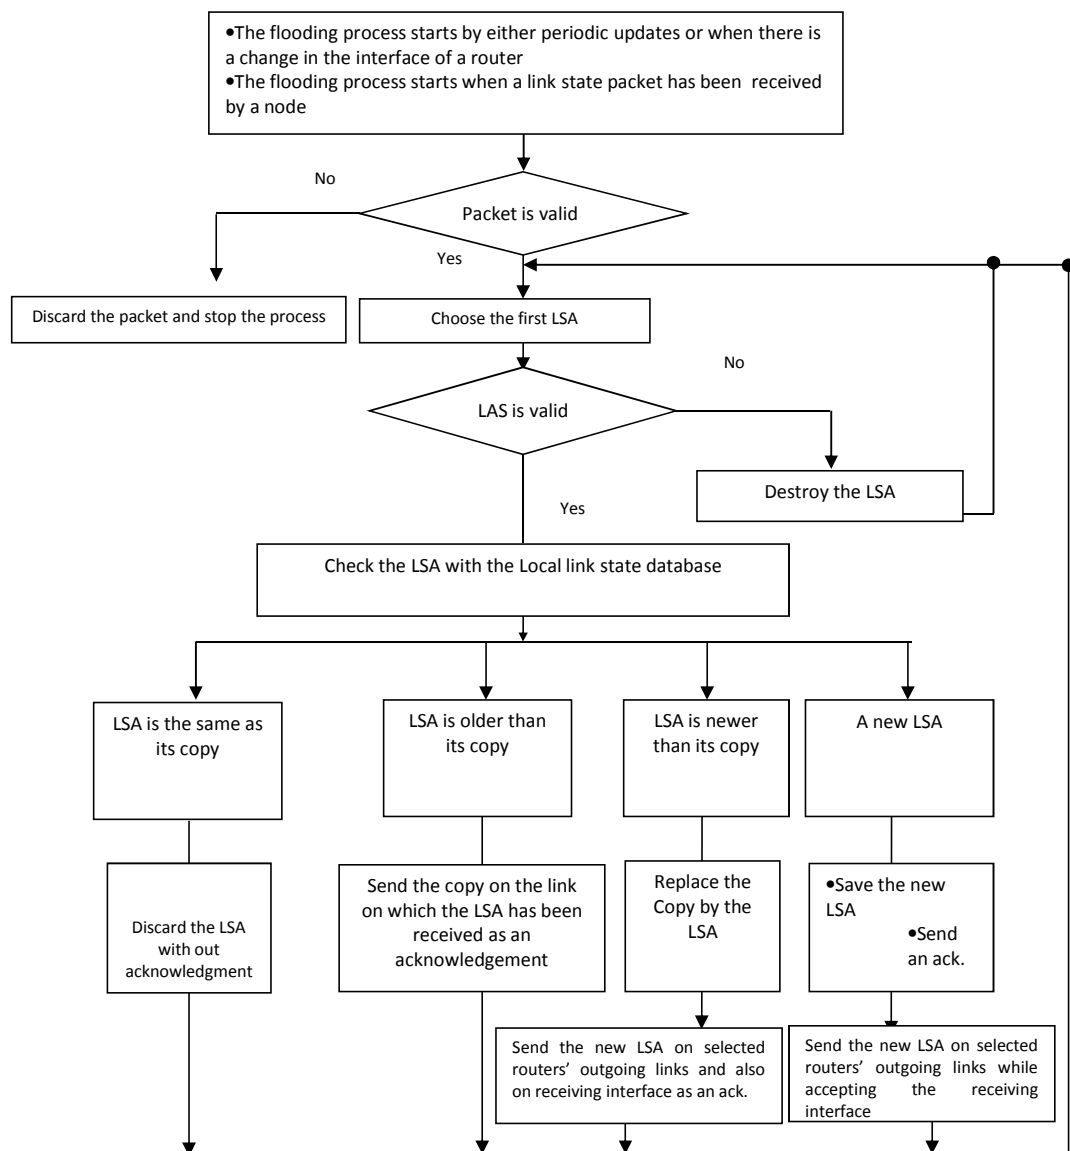 •The flooding process starts by either periodic updates or when there is
a change in the interface of a router
•The flooding process starts when a link state packet has been received
by a node
No
Packet is valid
Yes
Discard the packet and stop the process
Choose the first LSA
No
LAS is valid
Destroy the LSA
Yes
Check the LSA with the Local link state database
LSA is the same as
its copy
LSA is older than
its copy
LSA is newer
than its copy
A new LSA
Discard the LSA
with out
acknowledgment
Send the copy on the link
on which the LSA has been
received as an
acknowledgement
Replace the
Copy by the
LSA
•Save the new
LSA
•Send
an ack.
Send the new LSA on selected
routers’ outgoing links and also
on receiving interface as an ack.
Send the new LSA on selected
routers’ outgoing links while
accepting the receiving
interface